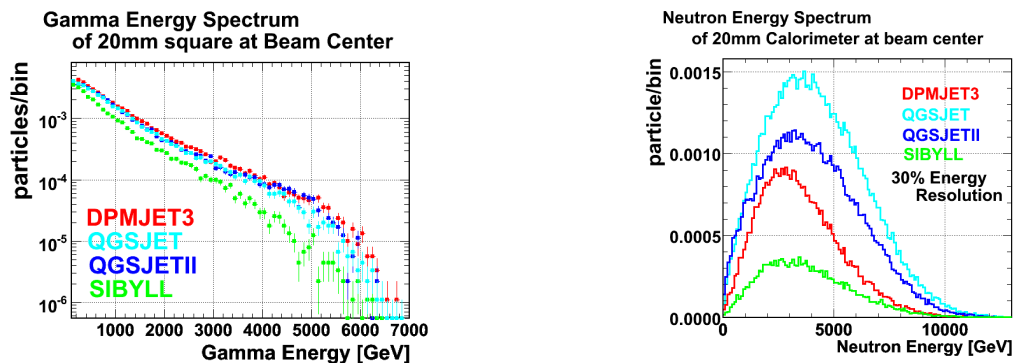 Gamma Energy Spectrum
of 20mm square at Beam Center
particles/bin
10-3
10-4
10-5
10-6
DPMJET3
QGSJET
QGSJETII
SIBYLL
1000 2000 3000 4000 5000 6000 7000
Gamma Energy [GeV]
Neutron Energy Spectrum
of 20mm Calorimeter at beam center
particle/bin
0.0015
0.0010
0.0005
0.0000
DPMJET3
QGSJET
QGSJETII
SIBYLL
30% Energy
Resolution
0 5000 10000
Neutron Energy [GeV]